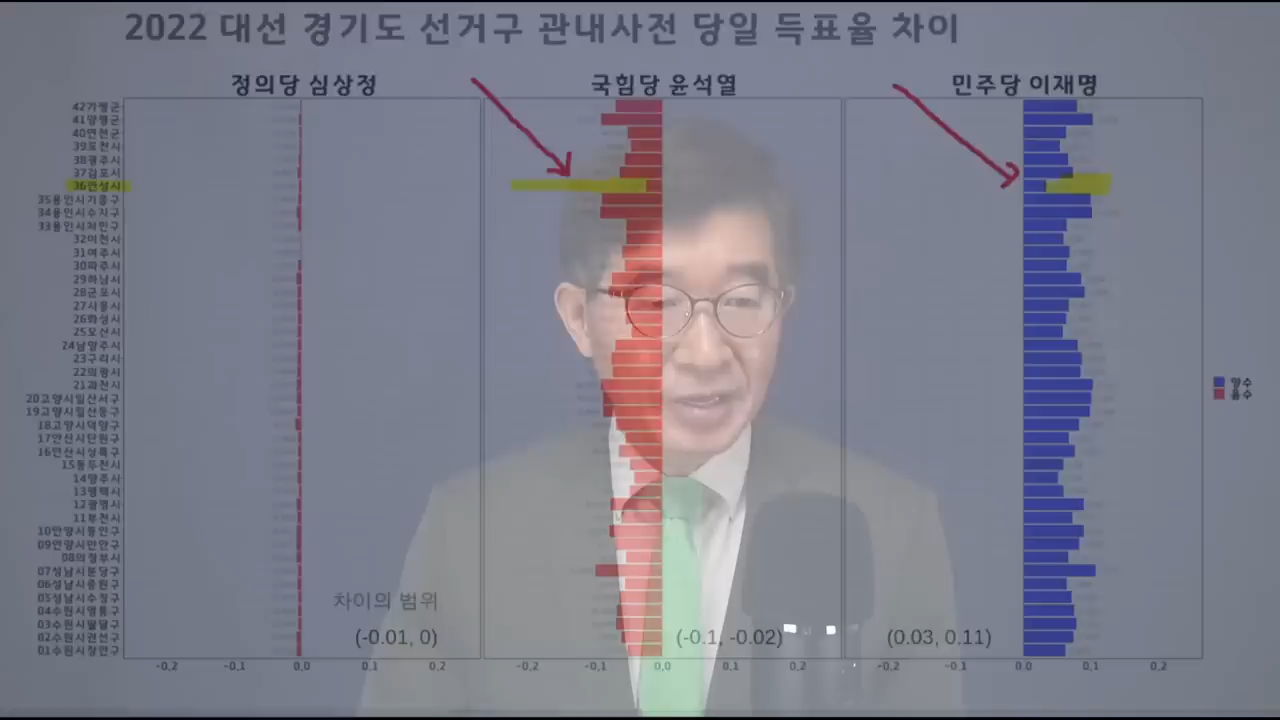 2022 대선 경기도 선거구 관내사전 당일 득표율 차이
정의당 심상정
국힘당 윤석열
민주당 이재명
42가평군
41양평군
40연천군
39포천시
38광주시
37김포시
36안성시
35용인시기흥구
34용인시수지구
33용인시처인구
32이천시
31여주시
30파주시
29하남시
28군포시
27시흥시
26화성시
25오산시
24남양주시
23구리시
22의왕시
21과천시
20고양시일산서구
19고양시일산동구
18고양시덕양구
17안산시단원구
16안산시상록구
15동두천시
14양주시
13평택시
12광명시
11부천시
10안양시동안구
09안양시만안구
08의정부시
07성남시분당구
06성남시중원구
05성남시수정구
04수원시영통구
03수원시팔달구
02수원시권선구
01수원시장안구
차이의 범위
(-0.01, 0)
(-0.1, -0.02)
(0.03, 0.11)
-0.2 -0.1 0.0 0.1 0.2
-0.2 -0.1 0.0 0.1 0.2
-0.2 -0.1 0.0 0.1 0.2
양수
음수